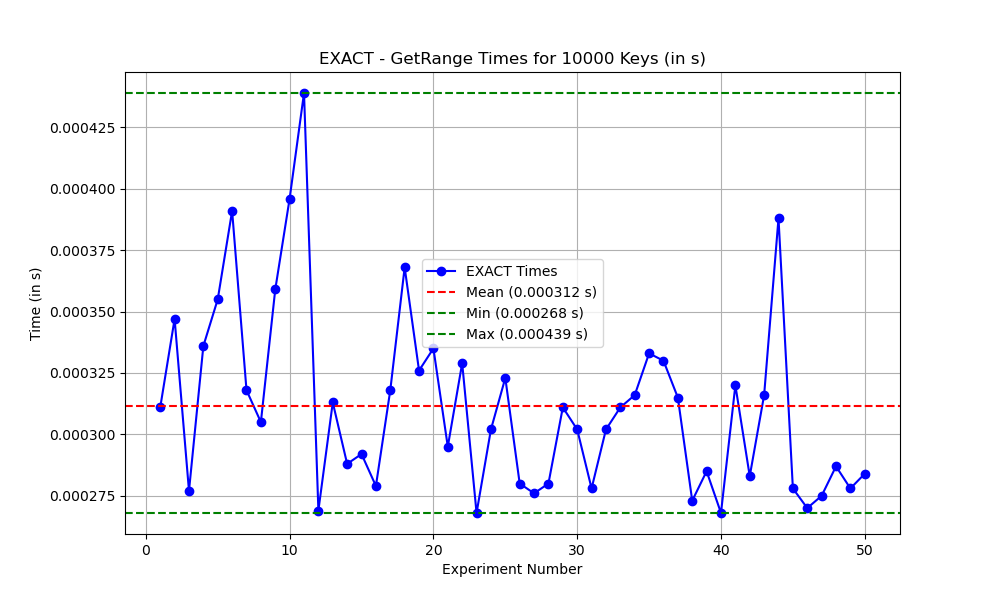 EXACT - GetRange Times for 10000 Keys (in s)
Time (in s)
0.000425
0.000400
0.000375
0.000350
0.000325
0.000300
0.000275
EXACT Times
Mean (0.000312 s)
Min (0.000268 s)
Max (0.000439 s)
0 10 20 30 40 50
Experiment Number